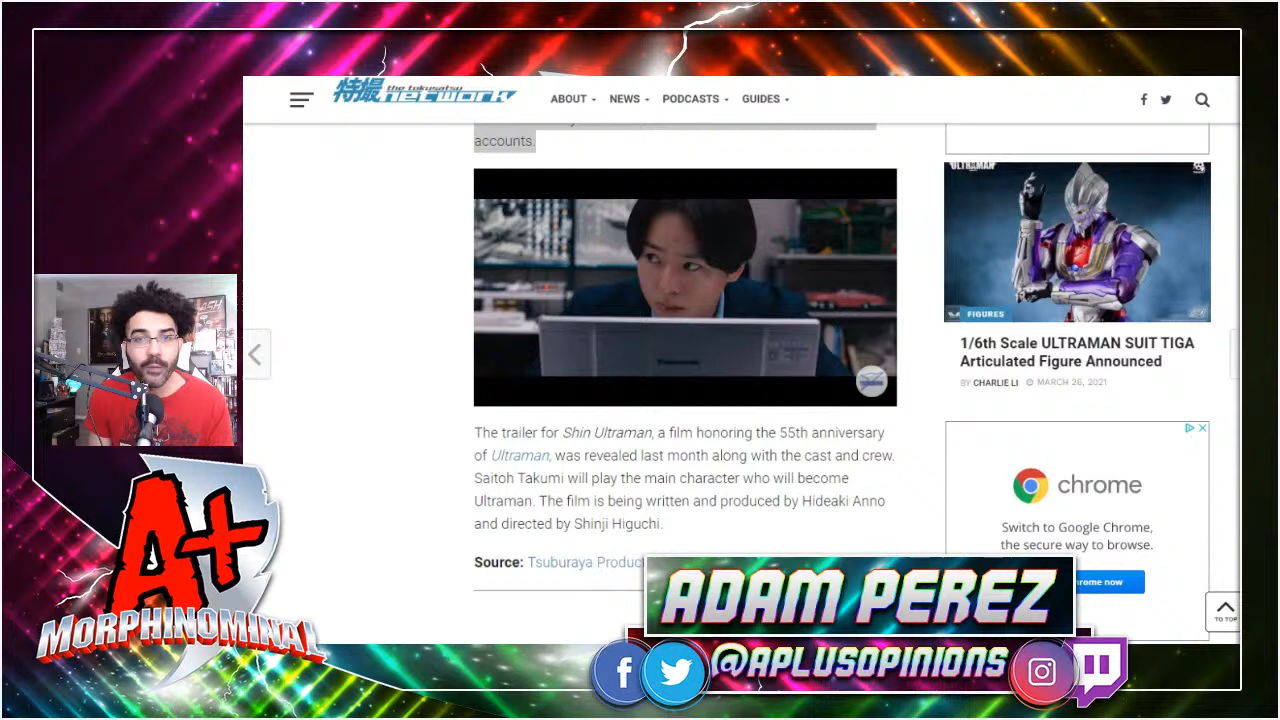 特撮 the tokusatsu network
ABOUT
NEWS
PODCASTS
GUIDES
accounts.
ULTRAMAN
FIGURES
1/6th Scale ULTRAMAN SUIT TIGA
Articulated Figure Announced
BY CHARLIE LI MARCH 26, 2021
The trailer for Shin Ultraman, a film honoring the 55th anniversary
of Ultraman, was revealed last month along with the cast and crew.
Saitoh Takumi will play the main character who will become
Ultraman. The film is being written and produced by Hideaki Anno
and directed by Shinji Higuchi.
Source: Tsuburaya Product
chrome
Switch to Google Chrome,
the secure way to browse.
now
TO TOP
A+
MORPHINOMINAL
ADAM PEREZ
@APLUSOPINIONS